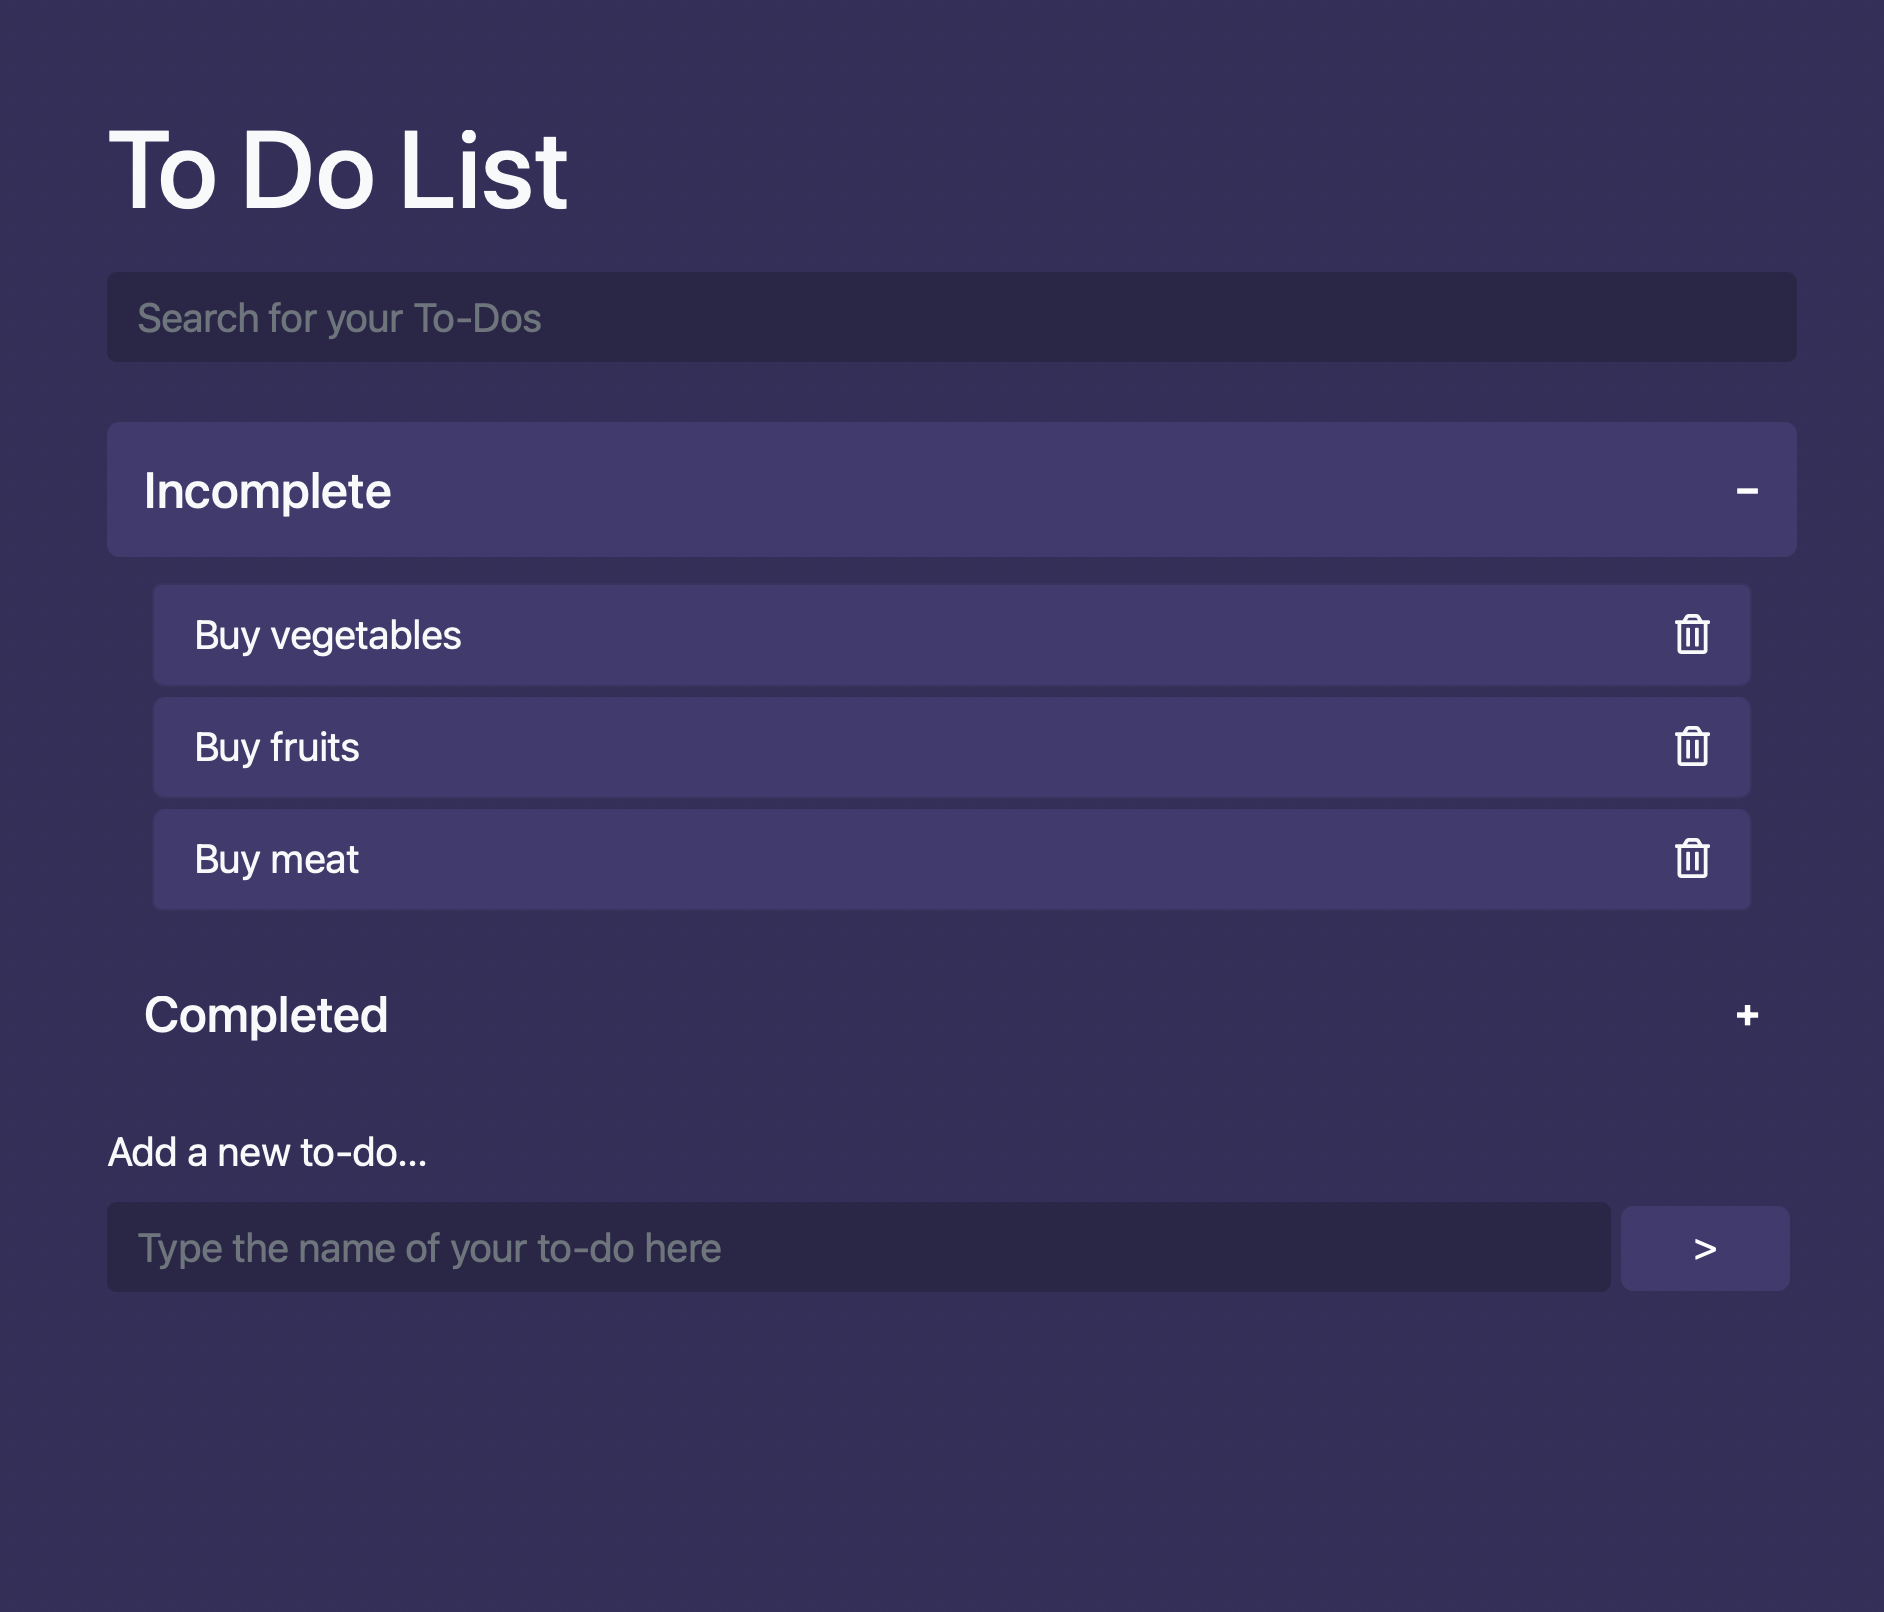 To Do List
Search for your To-Dos
Incomplete –
Buy vegetables
Buy fruits
Buy meat
Completed +
Add a new to-do...
Type the name of your to-do here >